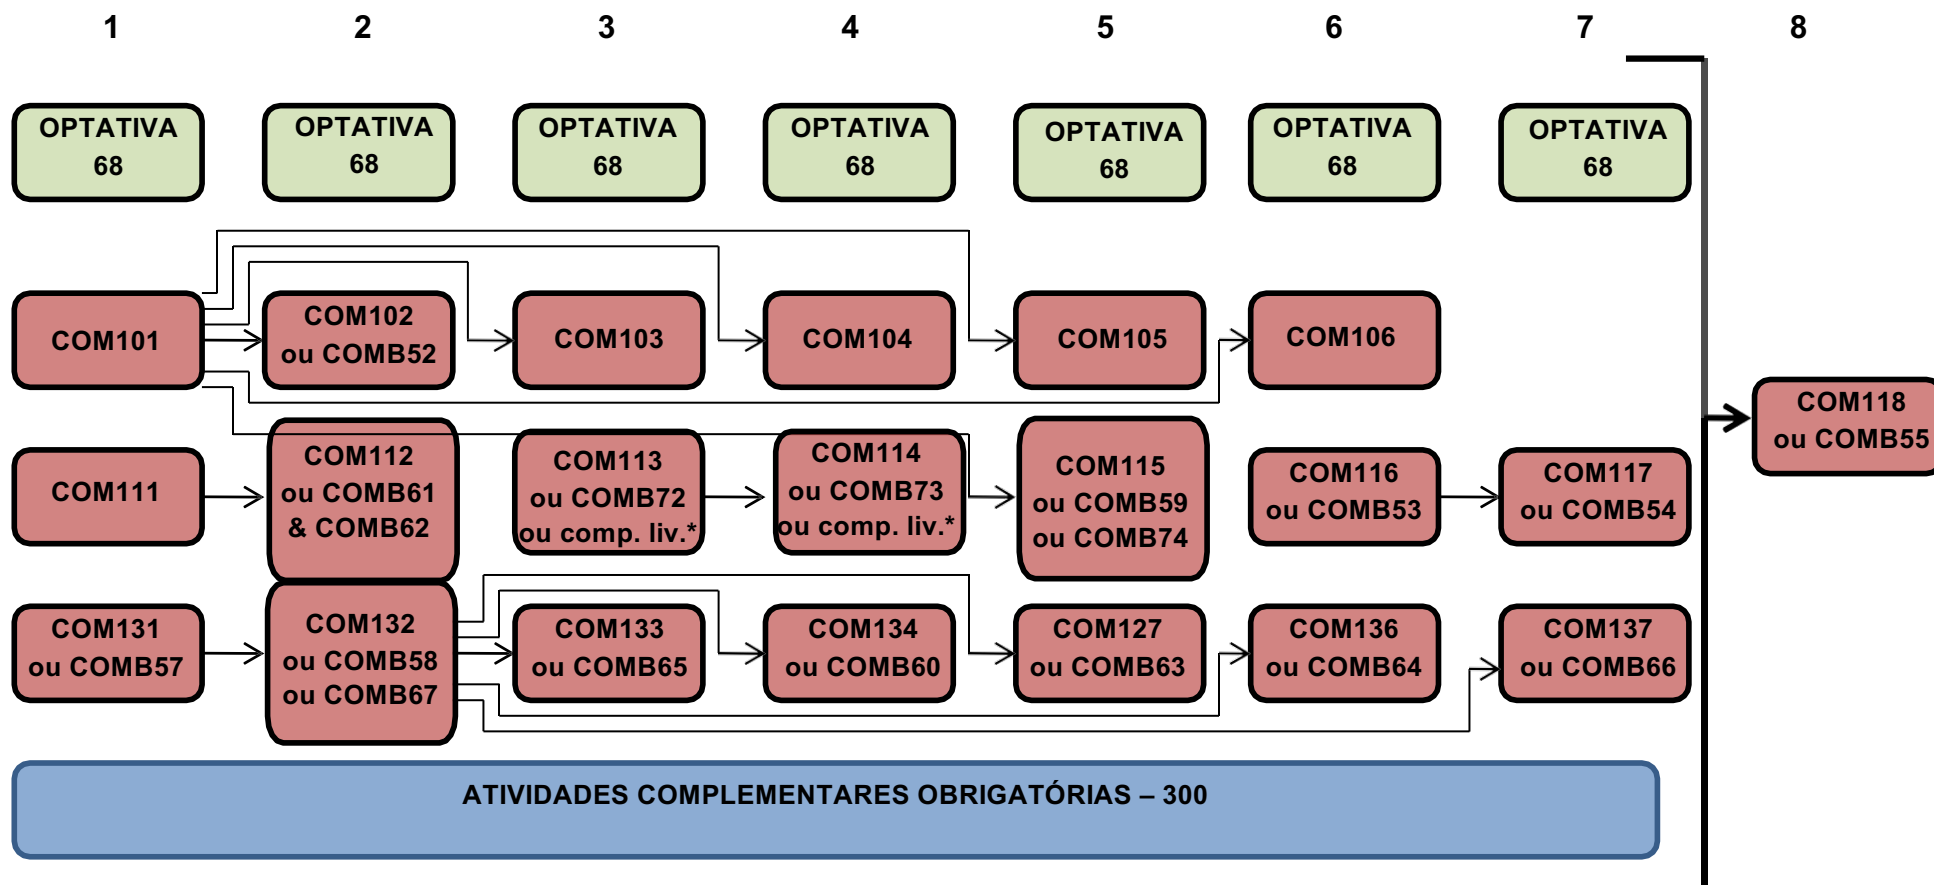 1 2 3 4 5 6 7 8
OPTATIVA
68
OPTATIVA
68
OPTATIVA
68
OPTATIVA
68
OPTATIVA
68
OPTATIVA
68
OPTATIVA
68
COM101
COM102
ou COMB52
COM103
COM104
COM105
COM106
COM111
COM112
ou COMB61
& COMB62
COM113
ou COMB72
ou comp. liv.*
COM114
ou COMB73
ou comp. liv.*
COM115
ou COMB59
ou COMB74
COM116
ou COMB53
COM117
ou COMB54
COM118
ou COMB55
COM131
ou COMB57
COM132
ou COMB58
ou COMB67
COM133
ou COMB65
COM134
ou COMB60
COM127
ou COMB63
COM136
ou COMB64
COM137
ou COMB66
ATIVIDADES COMPLEMENTARES OBRIGATÓRIAS – 300